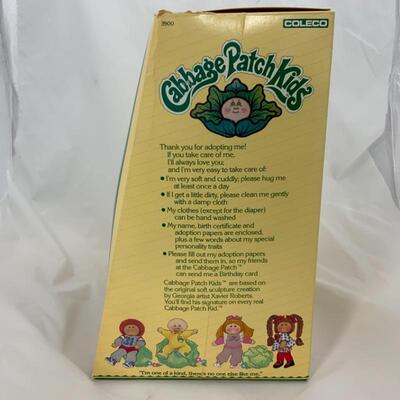 3900
COLECO
Cabbage Patch Kids™
Thank you for adopting me!
If you take care of me,
I'll always love you;
and I'm very easy to take care of:
● I'm very soft and cuddly; please hug me
at least once a day
● If I get a little dirty, please clean me gently
with a damp cloth
● My clothes (except for the diaper)
can be hand washed
● My name, birth certificate and
adoption papers are enclosed,
plus a few words about my special
personality traits
● Please fill out my adoption papers
and send them in, so my friends
at the Cabbage Patch™
can send me a Birthday card
Cabbage Patch Kids™ are based on
the original soft sculpture creation
by Georgia artist Xavier Roberts.
You'll find his signature on every real
Cabbage Patch Kid.™
"I'm one of a kind, there's no one else like me."